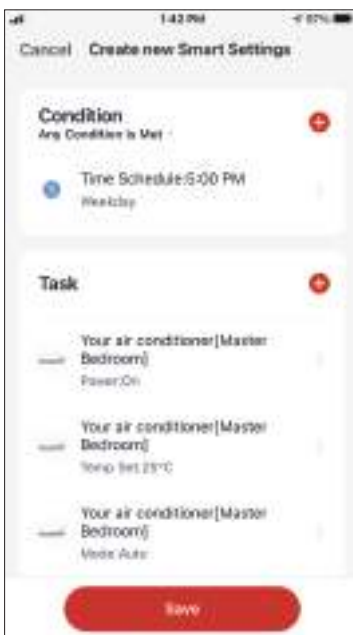 1:42 PM
97%
Cancel Create new Smart Settings
Condition
Any Condition is Met
Time Schedule:5:00 PM
Weekday
Task
Your air conditioner[Master
Bedroom]
Power:On
Your air conditioner[Master
Bedroom]
Temp Set:25°C
Your air conditioner[Master
Bedroom]
Mode:Auto
Save